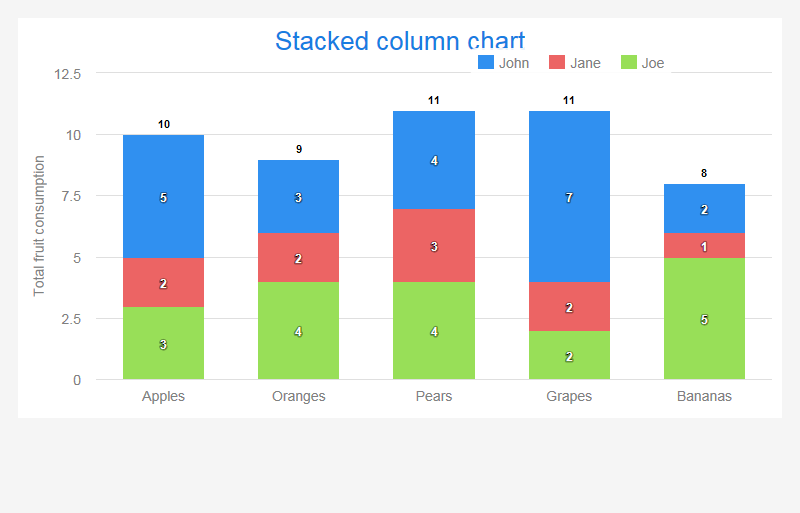 Stacked column chart
John Jane Joe
Total fruit consumption
12.5
10
7.5
5
2.5
0
10 9 11 11 8
5 3 4 7 2
2 2 3 2 1
3 4 4 2 5
Apples Oranges Pears Grapes Bananas